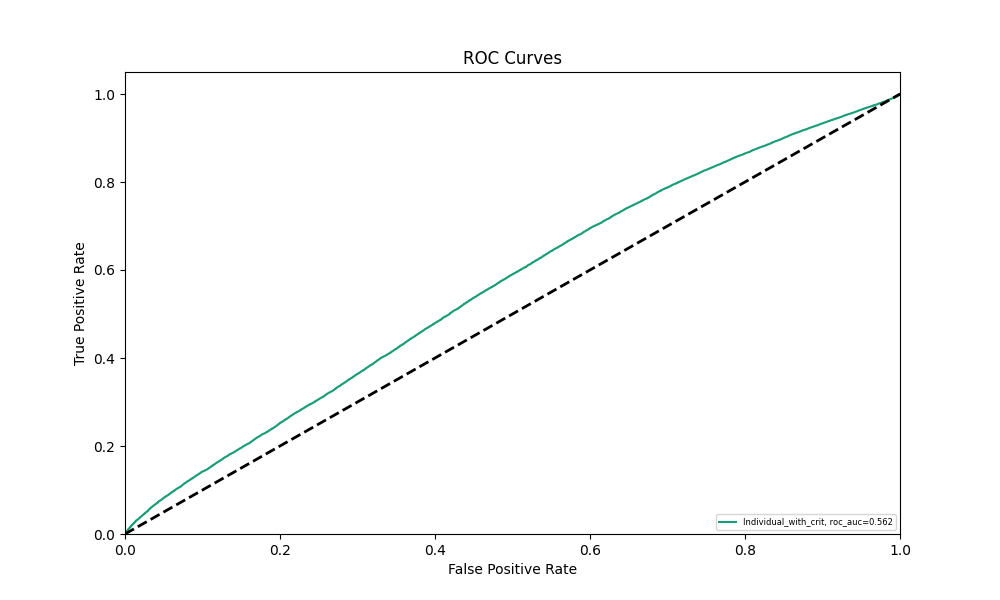 ROC Curves
True Positive Rate
1.0
0.8
0.6
0.4
0.2
0.0
Individual_with_crit, roc_auc=0.562
0.0 0.2 0.4 0.6 0.8 1.0
False Positive Rate